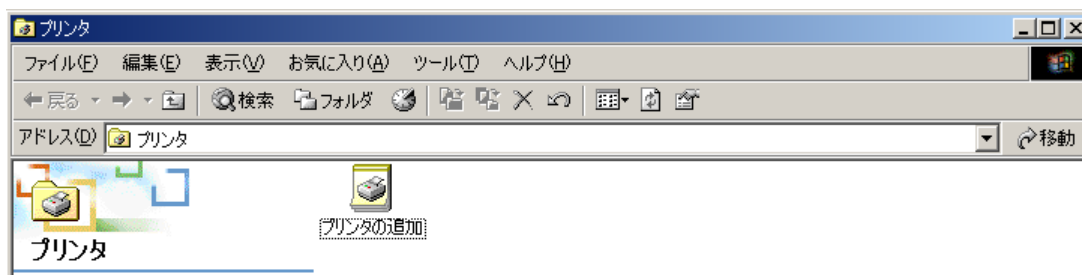 プリンタ
ファイル(F) 編集(E) 表示(V) お気に入り(A) ツール(T) ヘルプ(H)
戻る 検索 フォルダ
アドレス(D) プリンタ 移動
プリンタの追加
プリンタ